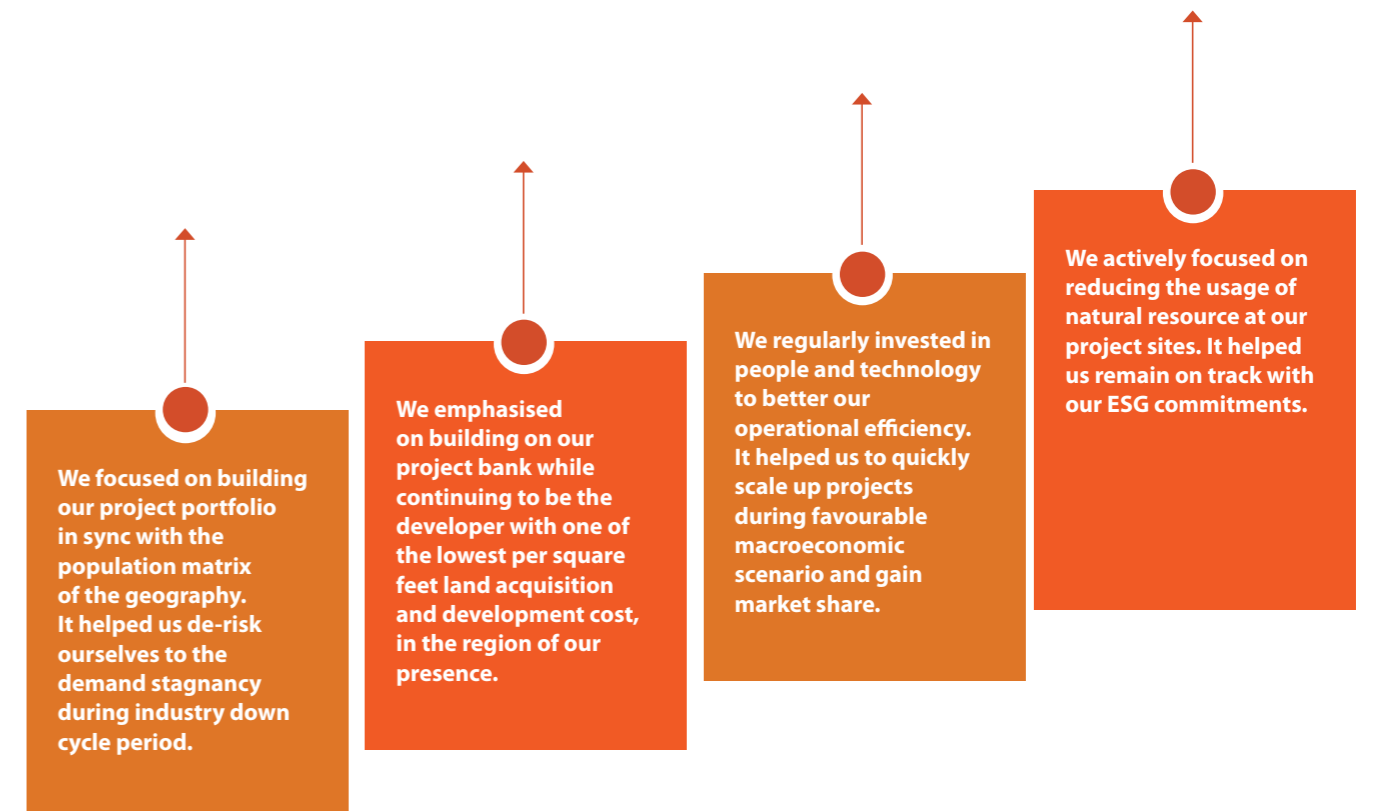 We focused on building
our project portfolio
in sync with the
population matrix
of the geography.
It helped us de-risk
ourselves to the
demand stagnancy
during industry down
cycle period.
We emphasised
on building on our
project bank while
continuing to be the
developer with one of
the lowest per square
feet land acquisition
and development cost,
in the region of our
presence.
We regularly invested in
people and technology
to better our
operational efficiency.
It helped us to quickly
scale up projects
during favourable
macroeconomic
scenario and gain
market share.
We actively focused on
reducing the usage of
natural resource at our
project sites. It helped
us remain on track with
our ESG commitments.